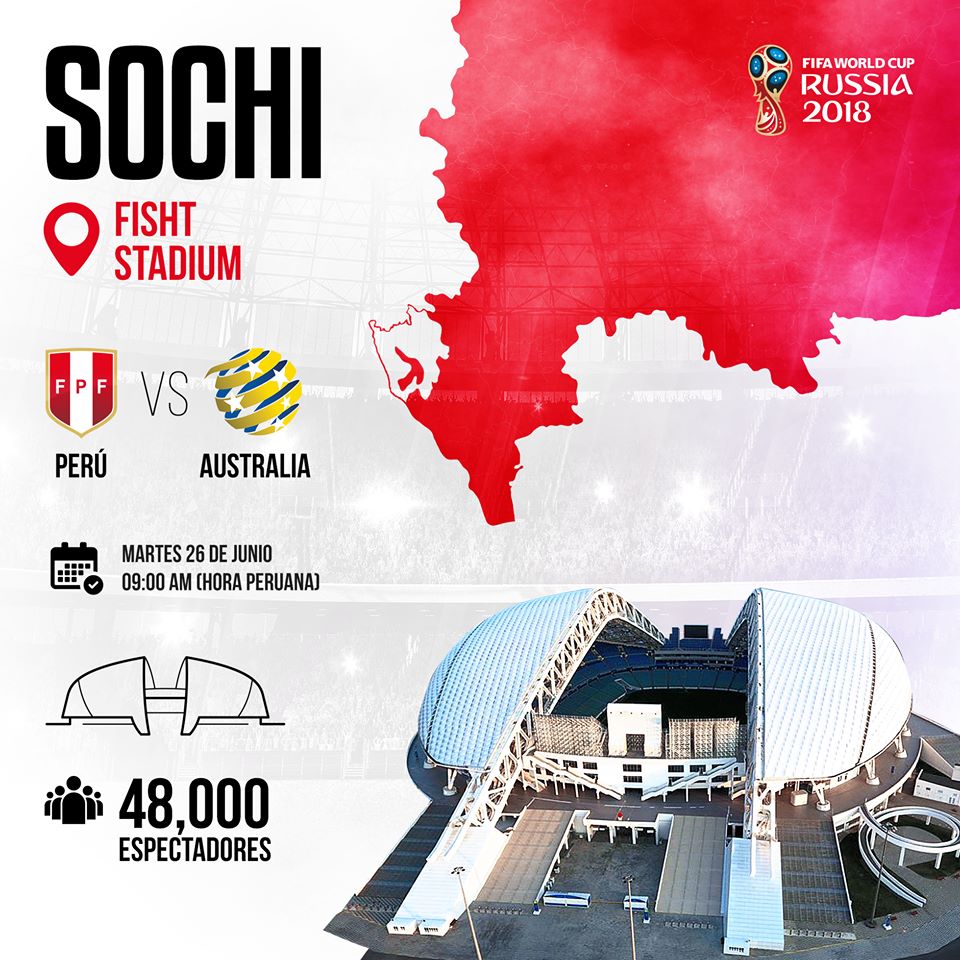 SOCHI
FIFA WORLD CUP
RUSSIA
2018
FISHT
STADIUM
FPF
VS
PERÚ
AUSTRALIA
MARTES 26 DE JUNIO
09:00 AM (HORA PERUANA)
48,000
ESPECTADORES